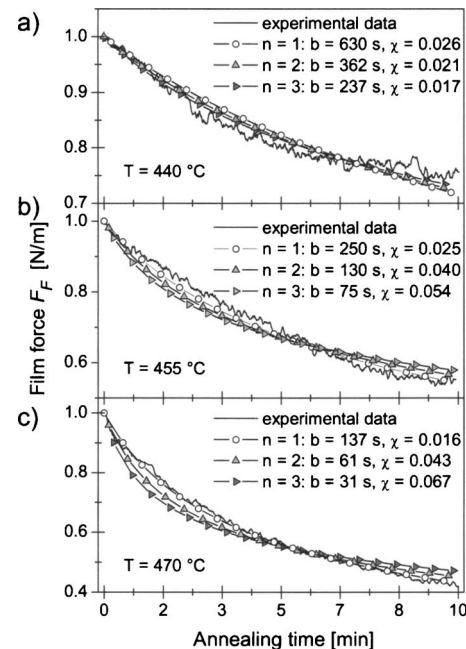 a)
1.0
0.9
0.8
0.7
experimental data
n = 1: b = 630 s, χ = 0.026
n = 2: b = 362 s, χ = 0.021
n = 3: b = 237 s, χ = 0.017
T = 440 °C
b)
1.0
0.8
0.6
experimental data
n = 1: b = 250 s, χ = 0.025
n = 2: b = 130 s, χ = 0.040
n = 3: b = 75 s, χ = 0.054
T = 455 °C
Film force F_F [N/m]
c)
1.0
0.8
0.6
0.4
experimental data
n = 1: b = 137 s, χ = 0.016
n = 2: b = 61 s, χ = 0.043
n = 3: b = 31 s, χ = 0.067
T = 470 °C
0 2 3 5 7 8 10
Annealing time [min]